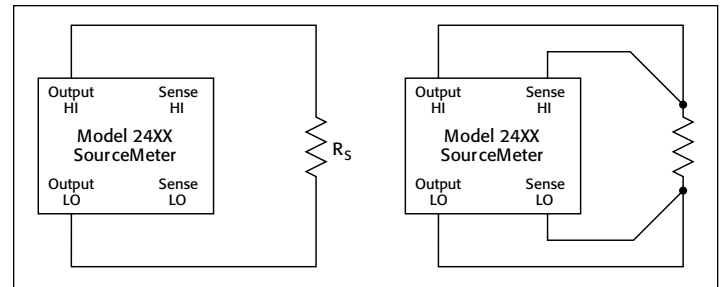 Output HI
Sense HI
Model 24XX
SourceMeter
Output LO
Sense LO
R_S
Output HI
Sense HI
Model 24XX
SourceMeter
Output LO
Sense LO